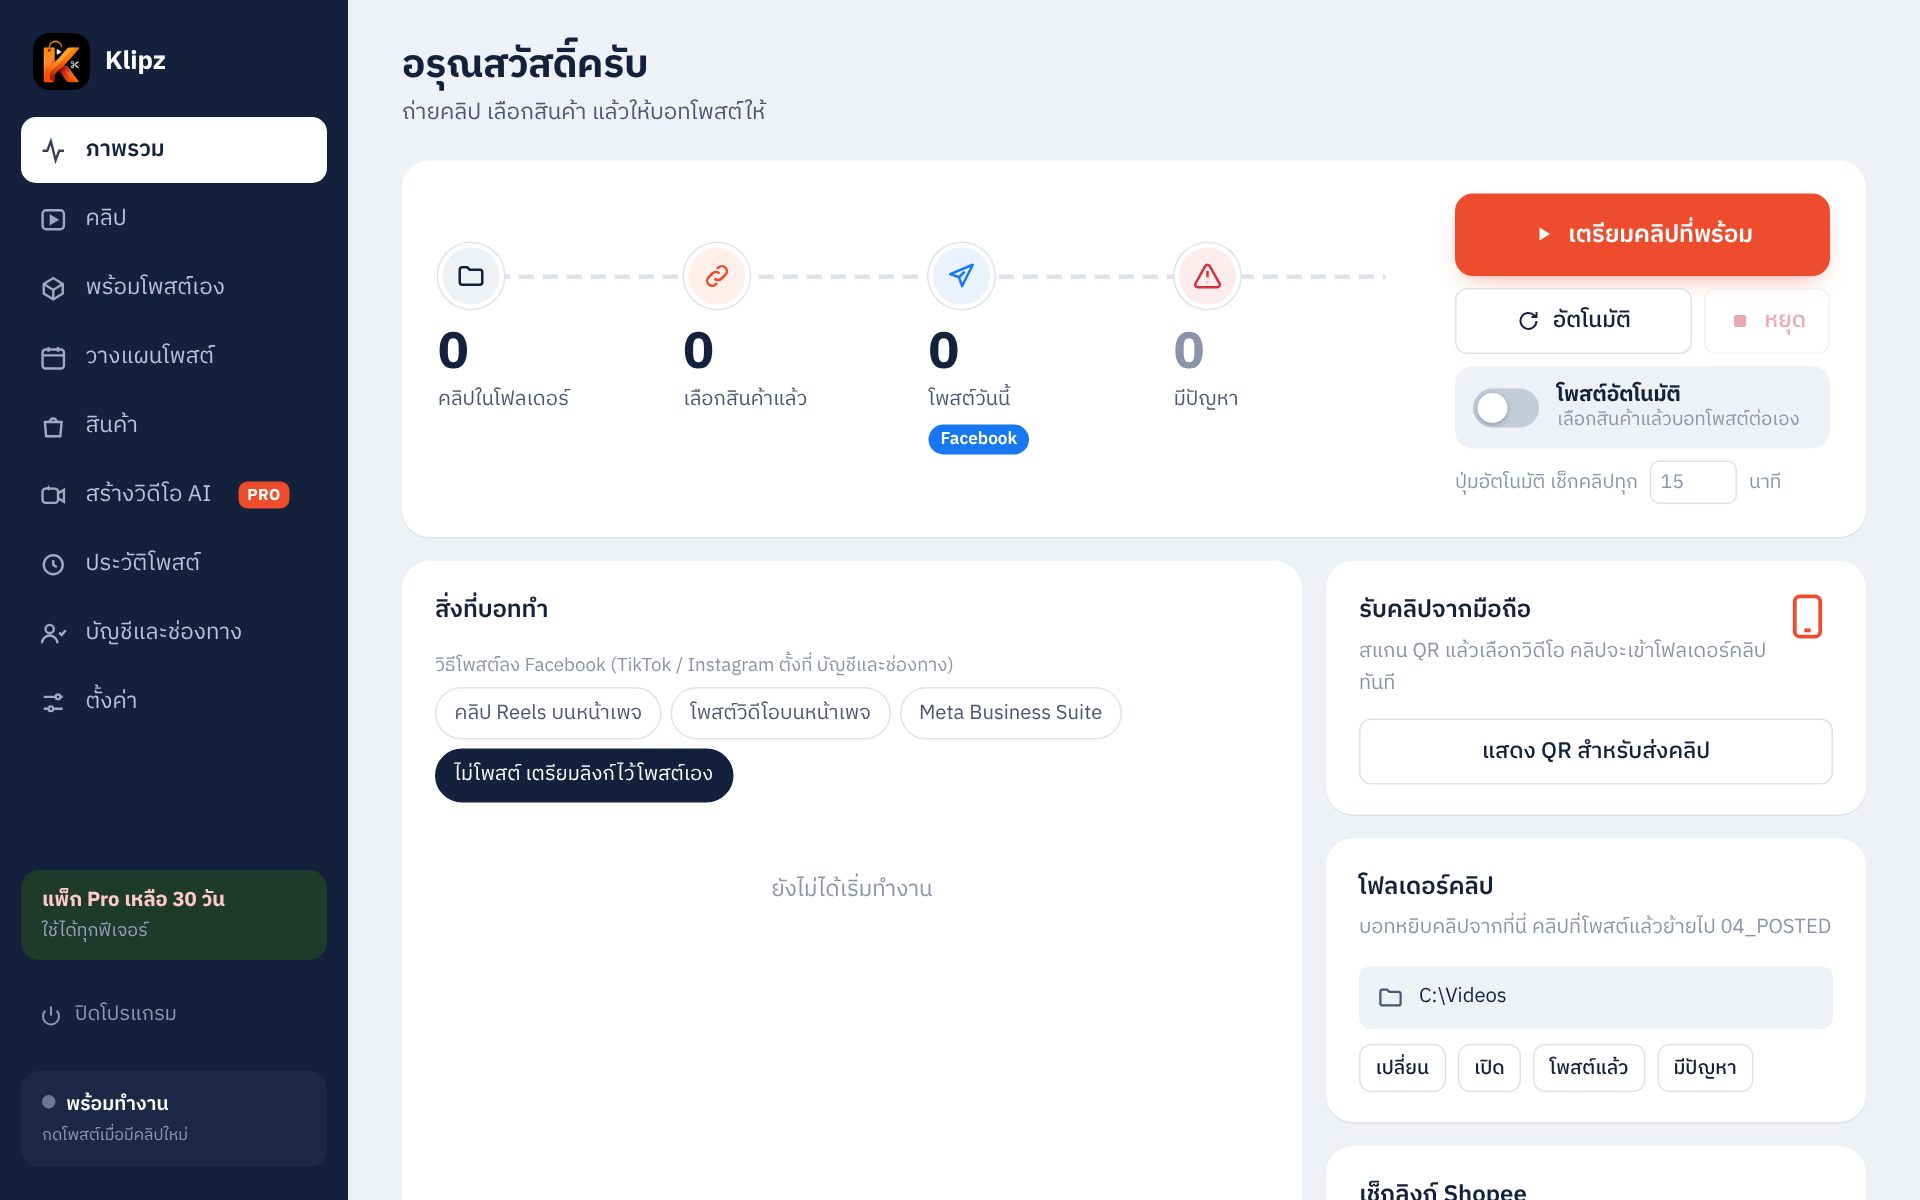 Klipz
ภาพรวม
คลิป
พร้อมโพสต์เอง
วางแผนโพสต์
สินค้า
สร้างวิดีโอ AI PRO
ประวัติโพสต์
บัญชีและช่องทาง
ตั้งค่า
แพ็ก Pro เหลือ 30 วัน
ใช้ได้ทุกฟีเจอร์
ปิดโปรแกรม
พร้อมทำงาน
กดโพสต์เมื่อมีคลิปใหม่
อรุณสวัสดิ์ครับ
ถ่ายคลิป เลือกสินค้า แล้วให้บอทโพสต์ให้
0
คลิปในโฟลเดอร์
0
เลือกสินค้าแล้ว
0
โพสต์วันนี้
Facebook
0
มีปัญหา
เตรียมคลิปที่พร้อม
อัตโนมัติ
หยุด
โพสต์อัตโนมัติ
เลือกสินค้าแล้วบอทโพสต์ต่อเอง
ปุ่มอัตโนมัติ เช็กคลิปทุก 15 นาที
สิ่งที่บอททำ
วิธีโพสต์ลง Facebook (TikTok / Instagram ตั้งที่ บัญชีและช่องทาง)
คลิป Reels บนหน้าเพจ
โพสต์วิดีโอบนหน้าเพจ
Meta Business Suite
ไม่โพสต์ เตรียมลิงก์ไว้โพสต์เอง
ยังไม่ได้เริ่มทำงาน
รับคลิปจากมือถือ
สแกน QR แล้วเลือกวิดีโอ คลิปจะเข้าโฟลเดอร์คลิป
ทันที
แสดง QR สำหรับส่งคลิป
โฟลเดอร์คลิป
บอทหยิบคลิปจากที่นี่ คลิปที่โพสต์แล้วย้ายไป 04_POSTED
C:\Videos
เปลี่ยน
เปิด
โพสต์แล้ว
มีปัญหา
เช็กลิงก์ Shopee